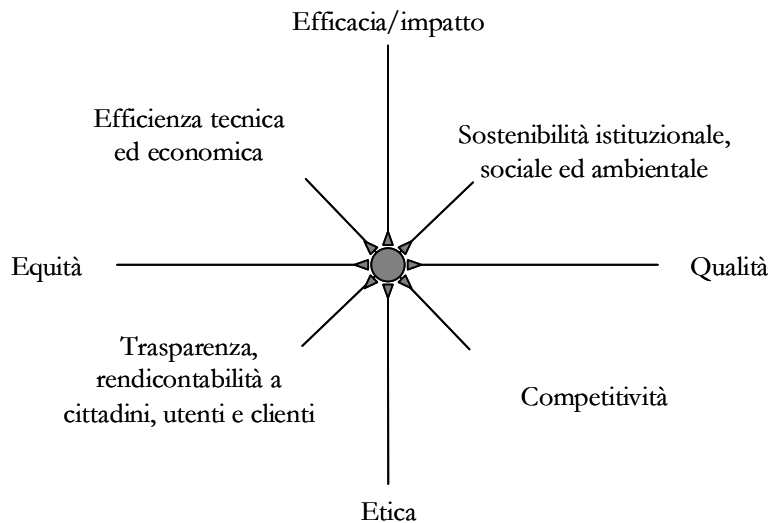 Efficacia/impatto
Efficienza tecnica
ed economica
Sostenibilità istituzionale,
sociale ed ambientale
Equità
Qualità
Trasparenza,
rendicontabilità a
cittadini, utenti e clienti
Competitività
Etica